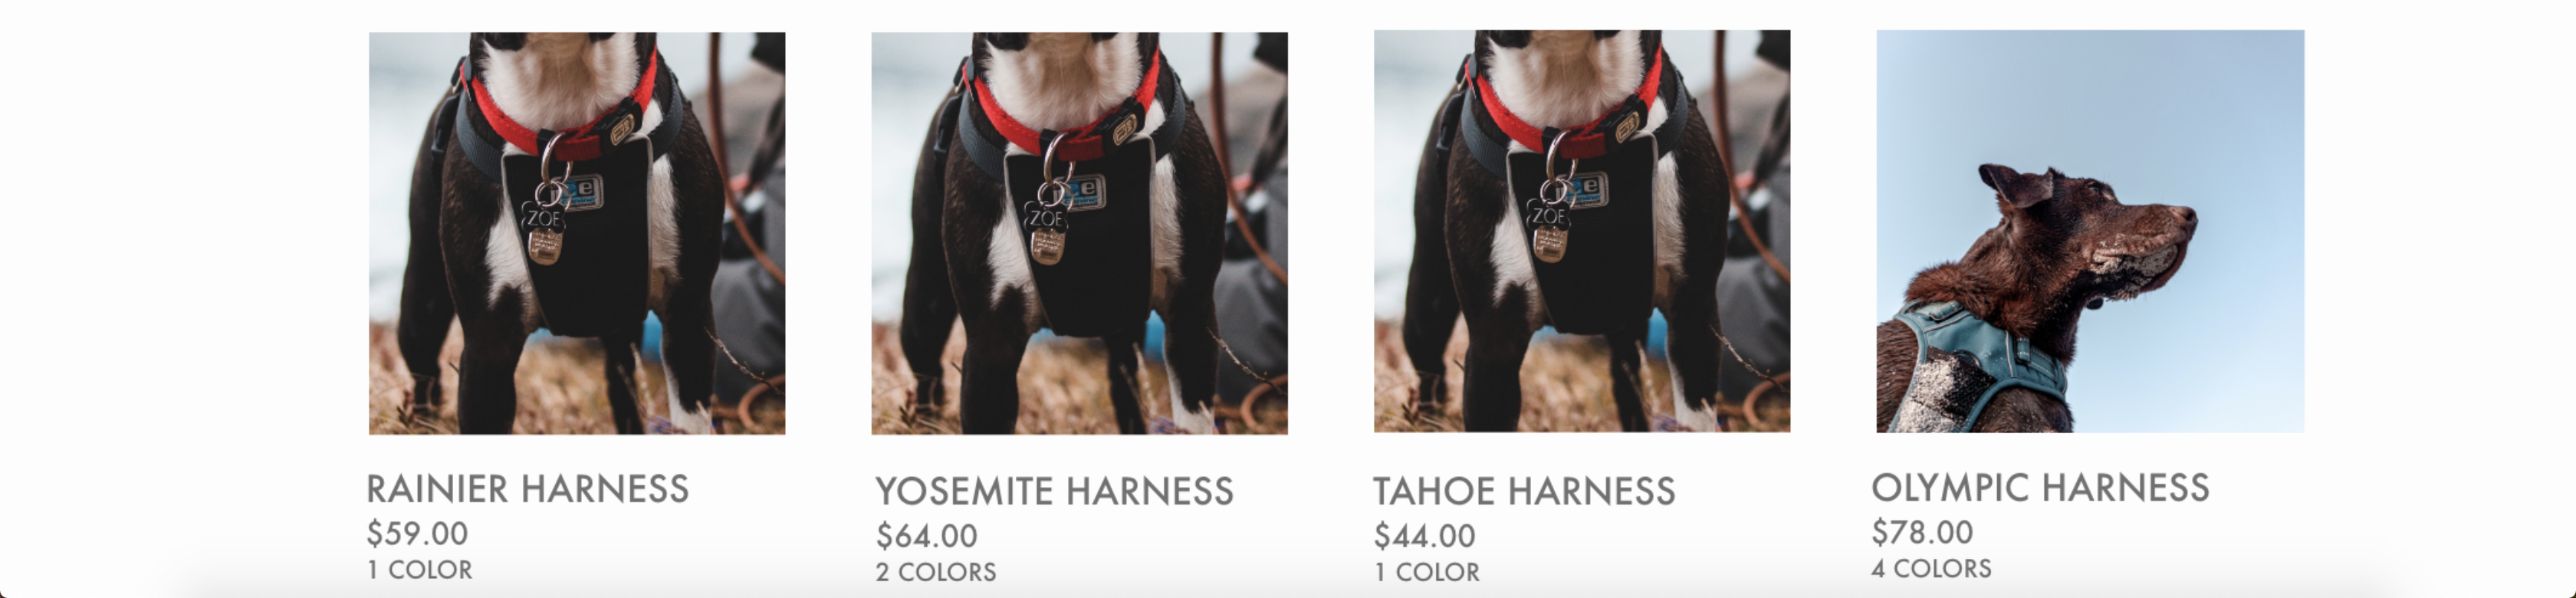 ZOE
ZOE
ZOE
RAINIER HARNESS
$59.00
1 COLOR
YOSEMITE HARNESS
$64.00
2 COLORS
TAHOE HARNESS
$44.00
1 COLOR
OLYMPIC HARNESS
$78.00
4 COLORS